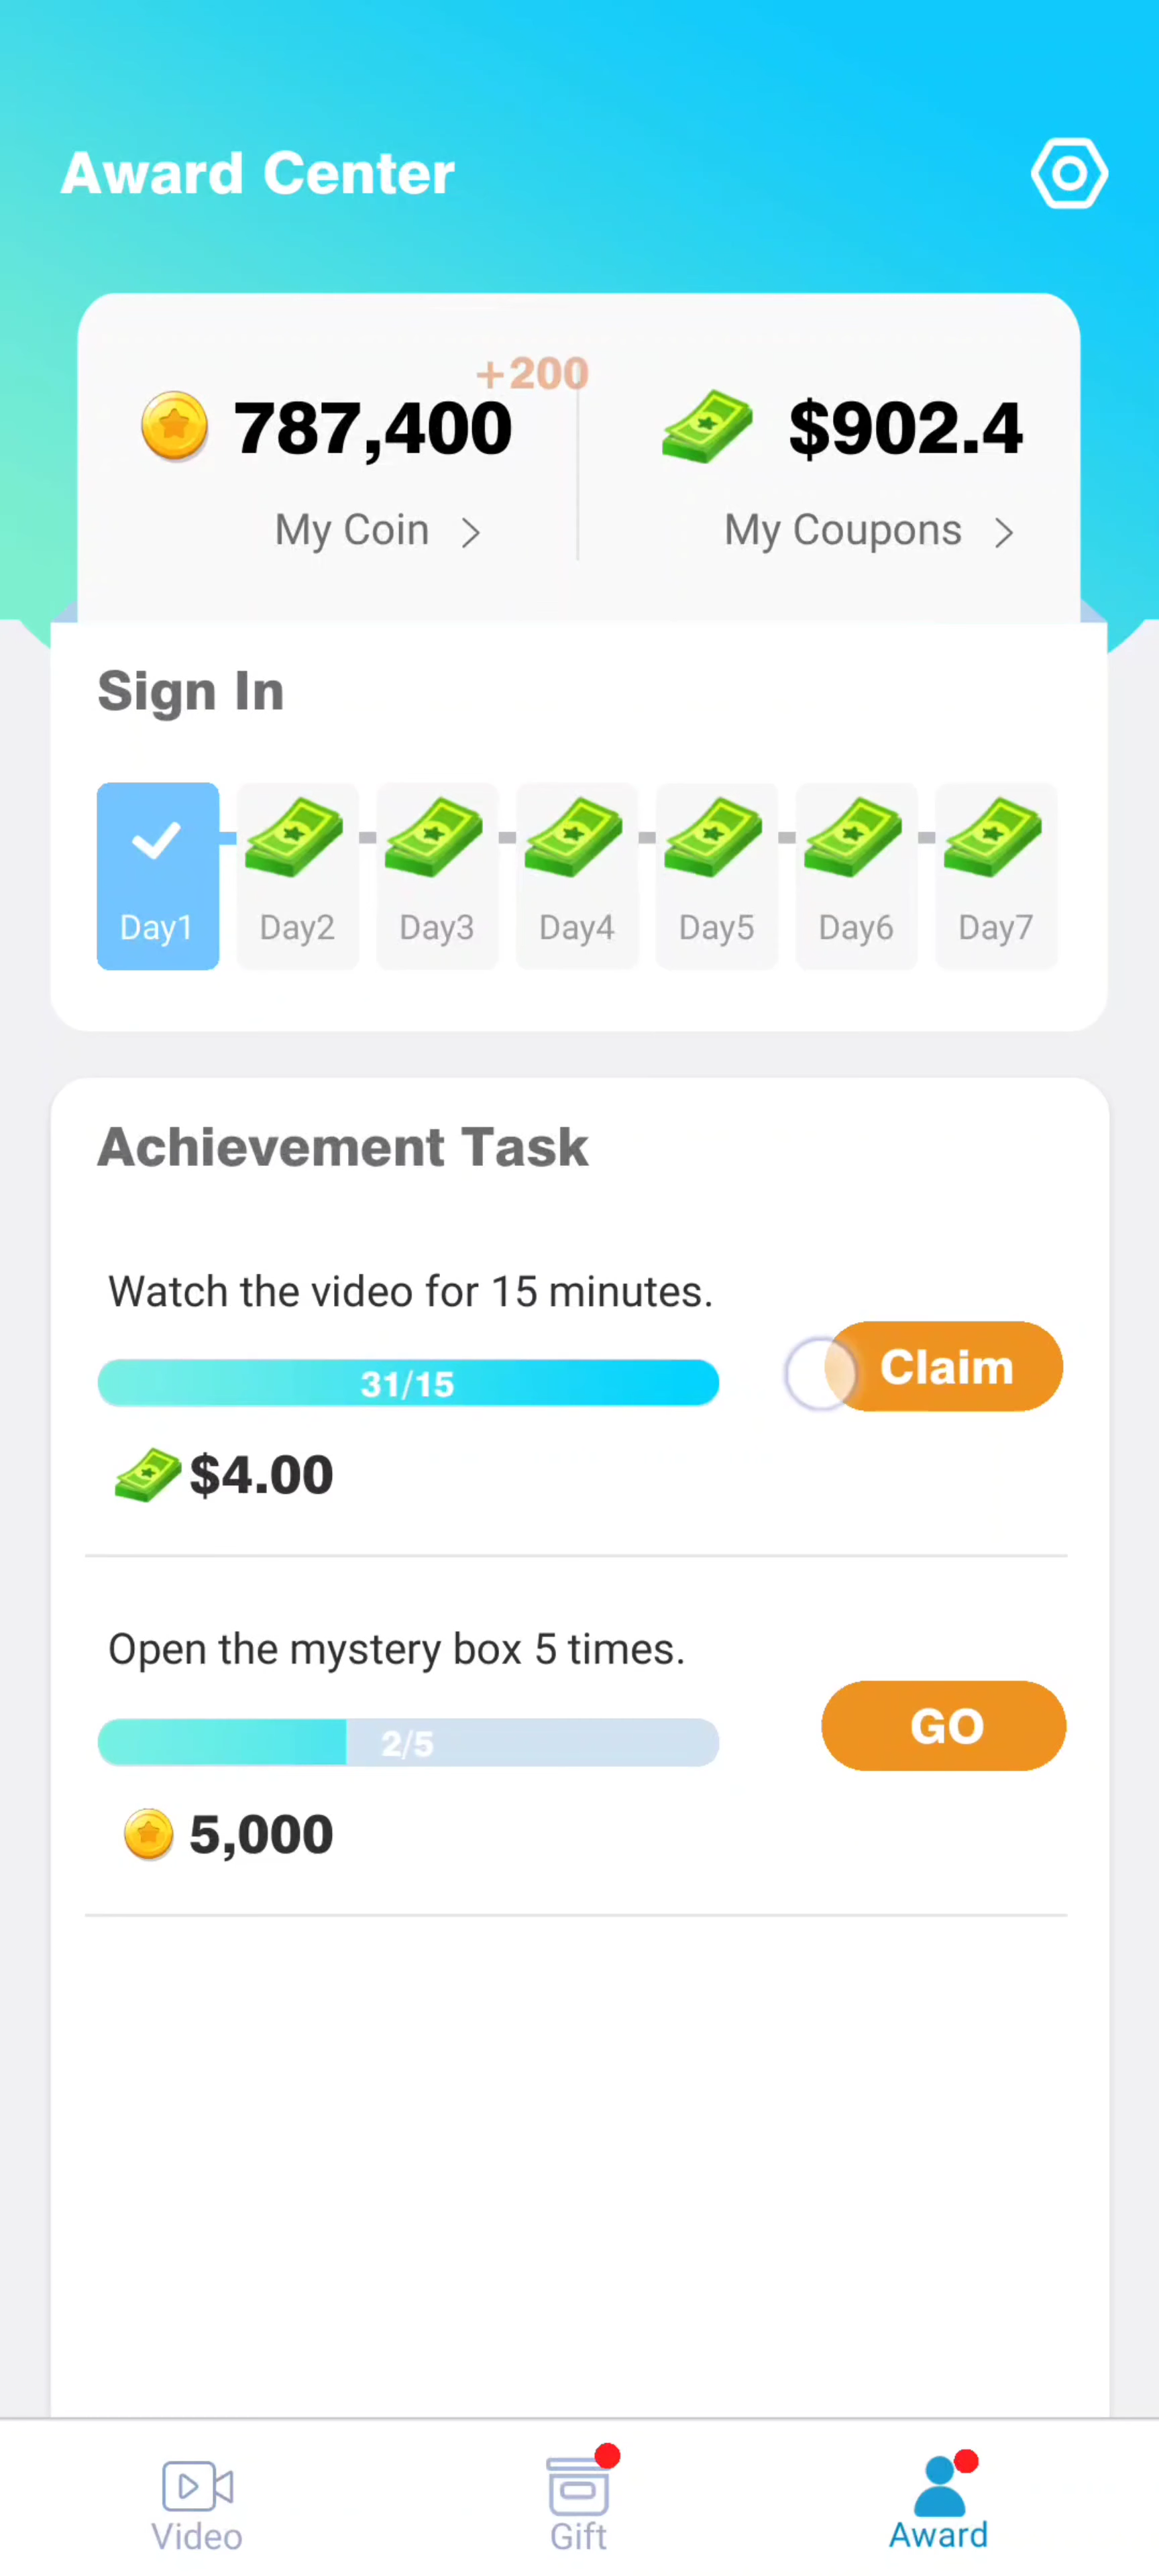 Award Center
+200
787,400
$902.4
My Coin
My Coupons
Sign In
Day1
Day2
Day3
Day4
Day5
Day6
Day7
Achievement Task
Watch the video for 15 minutes.
31/15
Claim
$4.00
Open the mystery box 5 times.
2/5
GO
5,000
Video
Gift
Award